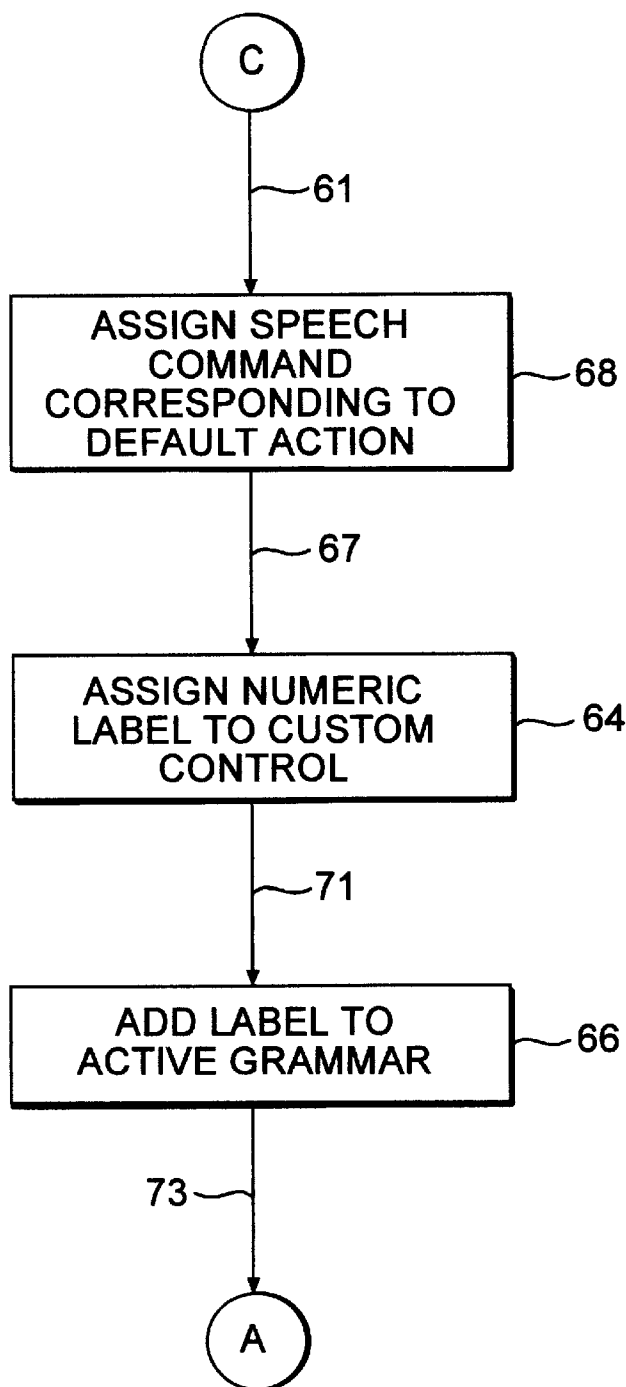 C
61
ASSIGN SPEECH
COMMAND
CORRESPONDING TO
DEFAULT ACTION
68
67
ASSIGN NUMERIC
LABEL TO CUSTOM
CONTROL
64
71
ADD LABEL TO
ACTIVE GRAMMAR
66
73
A